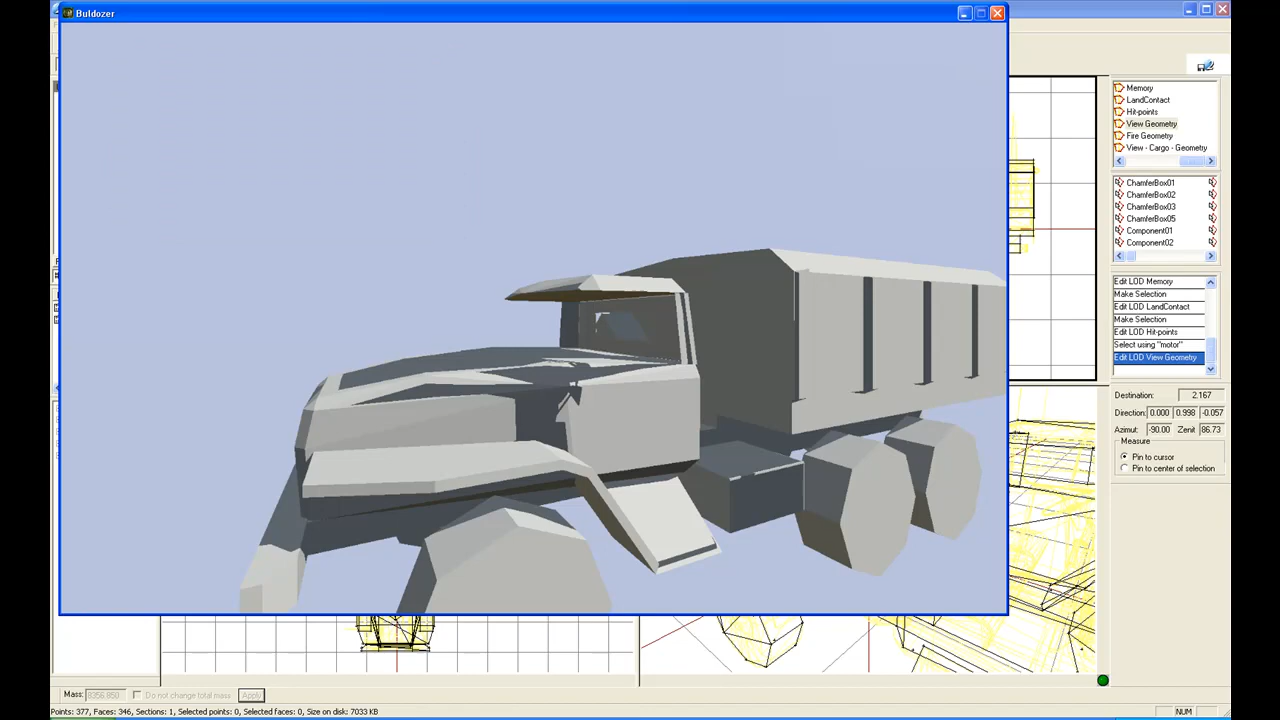 Buldozer
Memory
LandContact
Hit-points
View Geometry
Fire Geometry
View - Cargo - Geometry
ChamferBox01
ChamferBox02
ChamferBox03
ChamferBox05
Component01
Component02
Edit LOD Memory
Make Selection
Edit LOD LandContact
Make Selection
Edit LOD Hit-points
Select using "motor"
Edit LOD View Geometry
Destination: 2.167
Direction: 0.000 0.998 -0.057
Azimut: -90.00 Zenit 86.73
Measure
Pin to cursor
Pin to center of selection
Mass: 8356.850 Do not change total mass Apply
Points: 377, Faces: 346, Sections: 1, Selected points: 0, Selected faces: 0, Size on disk: 7033 KB
NUM